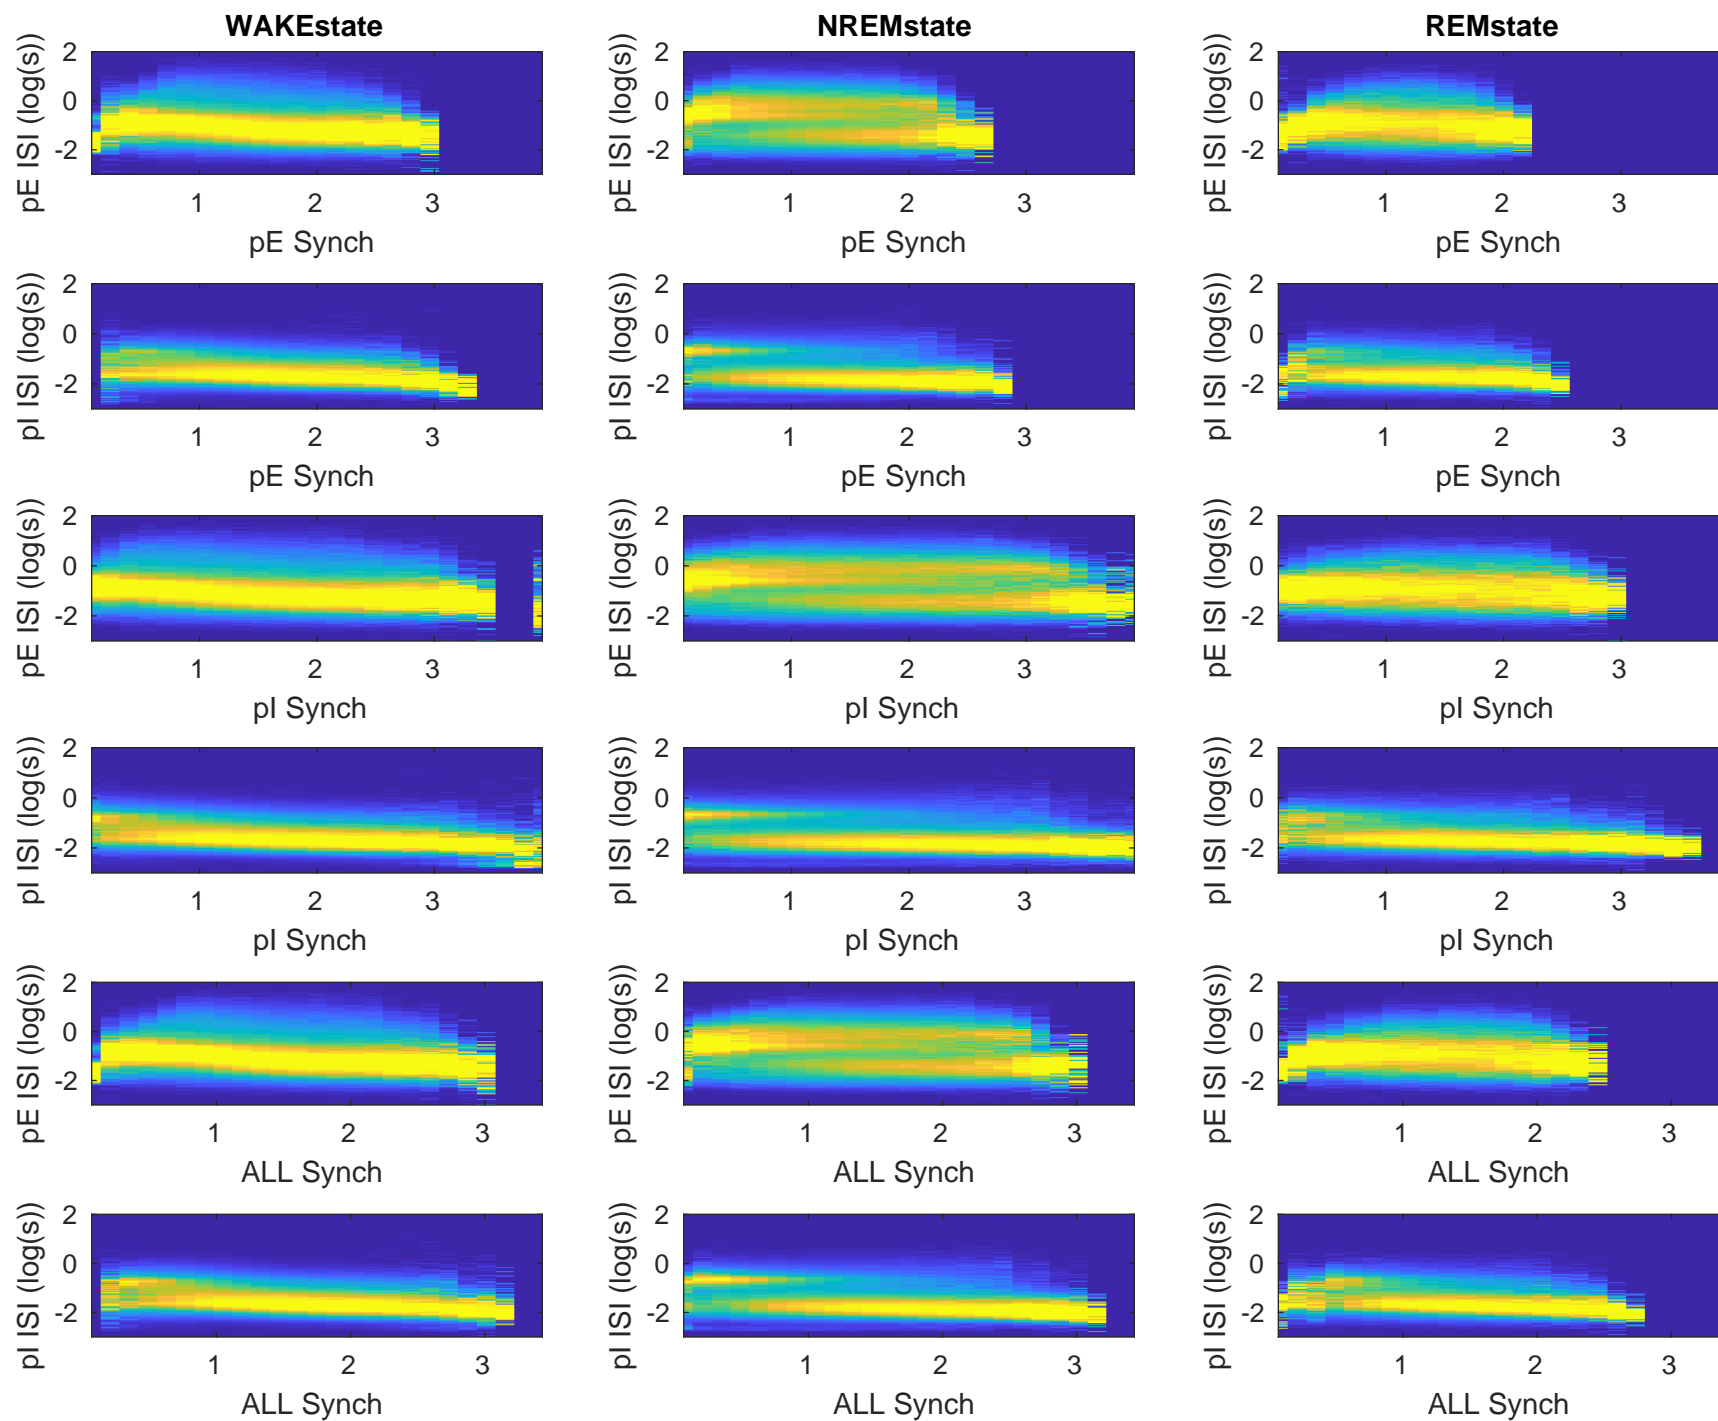 WAKEstate NREMstate REMstate
pE ISI (log(s)) 2 0 -2 pE ISI (log(s)) 2 0 -2 pE ISI (log(s)) 2 0 -2
1 2 3 1 2 3 1 2 3
pE Synch pE Synch pE Synch
pI ISI (log(s)) 2 0 -2 pI ISI (log(s)) 2 0 -2 pI ISI (log(s)) 2 0 -2
1 2 3 1 2 3 1 2 3
pE Synch pE Synch pE Synch
pE ISI (log(s)) 2 0 -2 pE ISI (log(s)) 2 0 -2 pE ISI (log(s)) 2 0 -2
1 2 3 1 2 3 1 2 3
pI Synch pI Synch pI Synch
pI ISI (log(s)) 2 0 -2 pI ISI (log(s)) 2 0 -2 pI ISI (log(s)) 2 0 -2
1 2 3 1 2 3 1 2 3
pI Synch pI Synch pI Synch
pE ISI (log(s)) 2 0 -2 pE ISI (log(s)) 2 0 -2 pE ISI (log(s)) 2 0 -2
1 2 3 1 2 3 1 2 3
ALL Synch ALL Synch ALL Synch
pI ISI (log(s)) 2 0 -2 pI ISI (log(s)) 2 0 -2 pI ISI (log(s)) 2 0 -2
1 2 3 1 2 3 1 2 3
ALL Synch ALL Synch ALL Synch